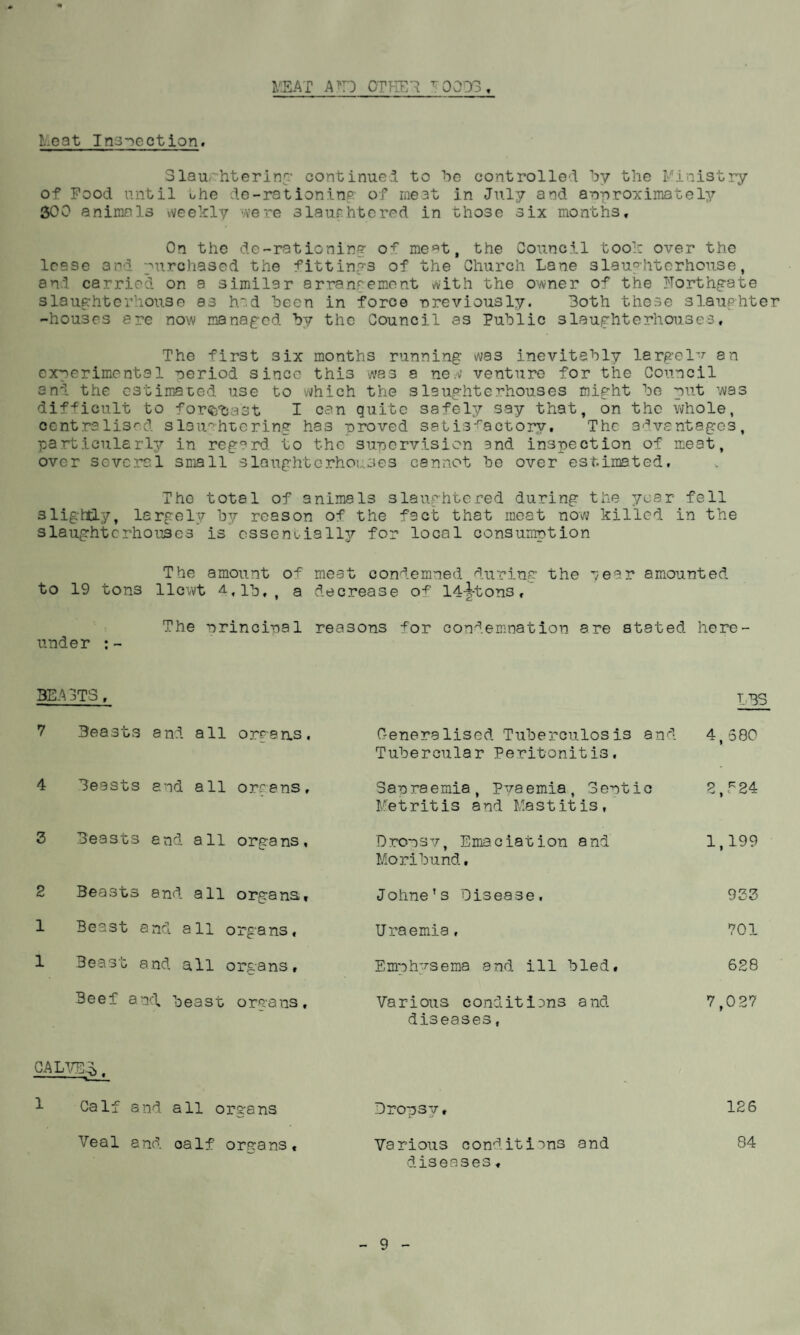 MEAT AND OTHER FOODS.
Meat Inspection.
Slaughtering continued to be controlled by the Ministry
of Food until the de-rationing of meat in July and approximately
300 animals weekly were slaughtered in those six months.
On the de-rationing of meat, the Council took over the
lease and purchased the fittings of the Church Lane slaughterhouse,
and carried on a similar arrangement with the owner of the Northgate
slaughterhouse as had been in force previously. Both these slaughter
-houses are now managed by the Council as Public slaughterhouses.
The first six months running was inevitably largely an
experimental period since this was a new venture for the Council
and the estimated use to which the slaughterhouses might be put was
difficult to forecast I can quite safely say that, on the whole,
centralised slaughtering has proved satisfactory. The advantages,
particularly in regard to the supervision and inspection of meat,
over several small slaughterhouses cannot be over estimated.
The total of animals slaughtered during the year fell
slightly, largely by reason of the fact that meat now killed in the
slaughterhouses is essentially for local consumption
The amount of meat condemned during the year amounted
to 19 tons 11cwt 4.lb., a decrease of 14½tons.
The principal reasons for condemnation are stated here-
under :-
BEASTS. LBS
7 Beasts and all organs. Generalised Tuberculosis and 4,580
Tubercular Peritonitis.
4 Beasts and all organs. Sapraemia, Pyaemia, Septic 2,524
Metritis and Mastitis,
3 Beasts and all organs. Dropsy, Emaciation and 1,199
Moribund.
2 Beasts and all organs. Johne's Disease. 933
1 Beast and all organs. Uraemia. 701
1 Beast and all organs. Emphysema and ill bled. 628
Beef and beast organs. Various conditions and 7,027
diseases,
CALVES.
1 Calf and all organs Dropsy. 126
Veal and calf organs. Various conditions and 84
diseases.
- 9 -